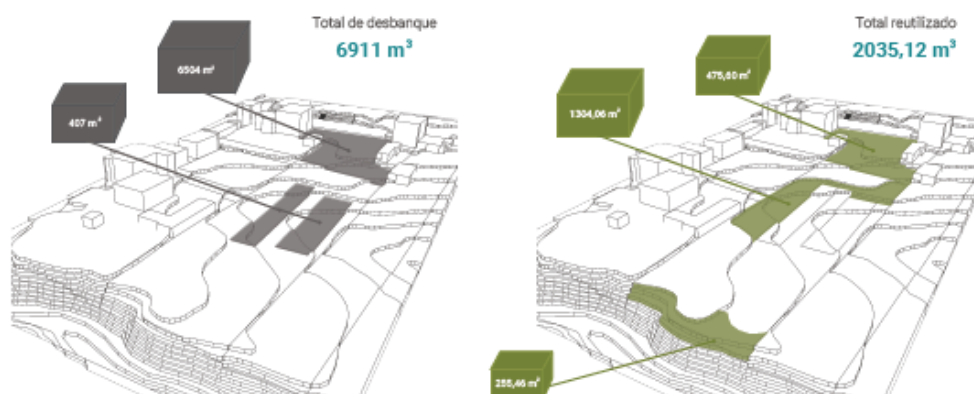 Total de desbanque
6911 m³
6504 m³
407 m³
Total reutilizado
2035,12 m³
475,60 m³
1304,06 m³
255,46 m³